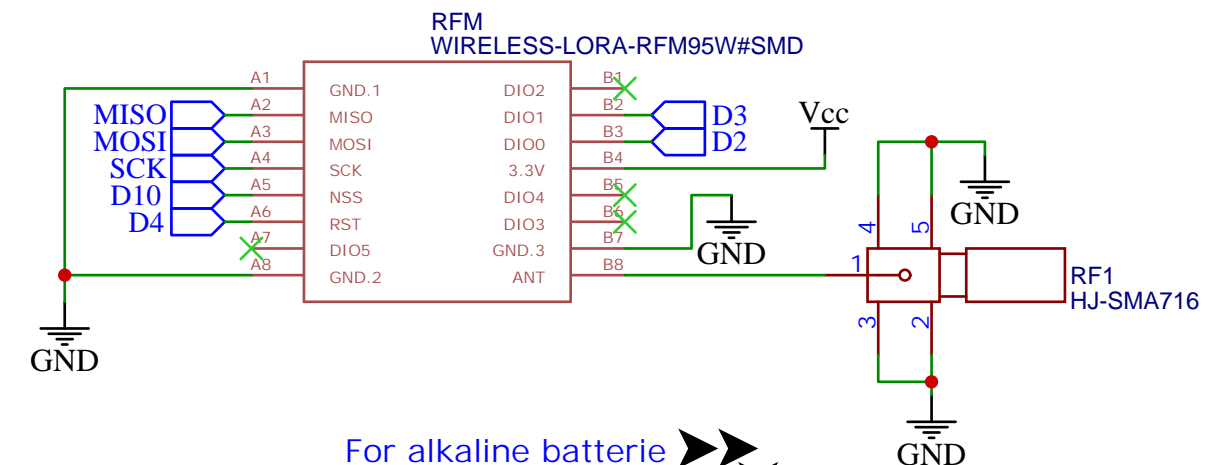 RFM
WIRELESS-LORA-RFM95W#SMD
A1 GND.1 DIO2 B1
MISO A2 MISO DIO1 B2 D3
MOSI A3 MOSI DIO0 B3 D2
SCK A4 SCK 3.3V B4 Vcc
D10 A5 NSS DIO4 B5
D4 A6 RST DIO3 B6
A7 DIO5 GND.3 B7 GND
A8 GND.2 ANT B8
GND
4 5 GND
1
3 2
RF1
HJ-SMA716
GND
For alkaline batterie